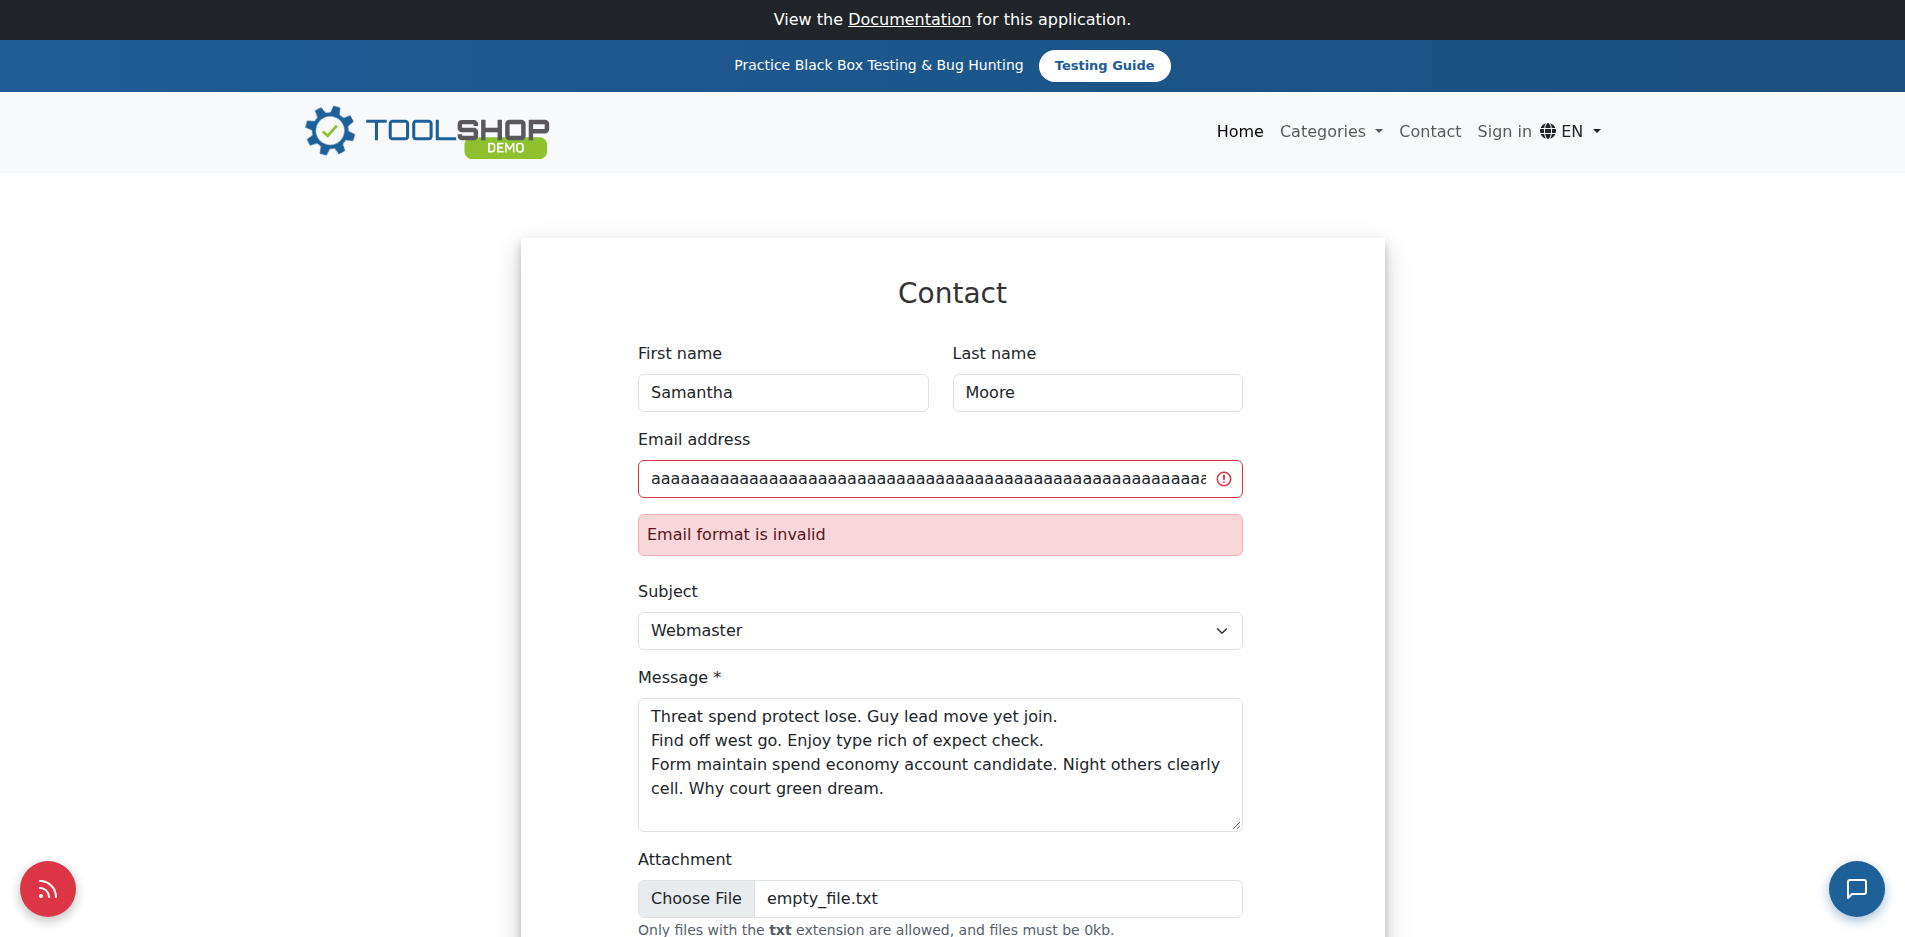 View the Documentation for this application.
Practice Black Box Testing & Bug Hunting Testing Guide
TOOLSHOP
DEMO
Home Categories Contact Sign in EN
Contact
First name Last name
Samantha Moore
Email address
aaaaaaaaaaaaaaaaaaaaaaaaaaaaaaaaaaaaaaaaaaaaaaaaaaaaaaaaa
Email format is invalid
Subject
Webmaster
Message *
Threat spend protect lose. Guy lead move yet join.
Find off west go. Enjoy type rich of expect check.
Form maintain spend economy account candidate. Night others clearly
cell. Why court green dream.
Attachment
Choose File empty_file.txt
Only files with the txt extension are allowed, and files must be 0kb.